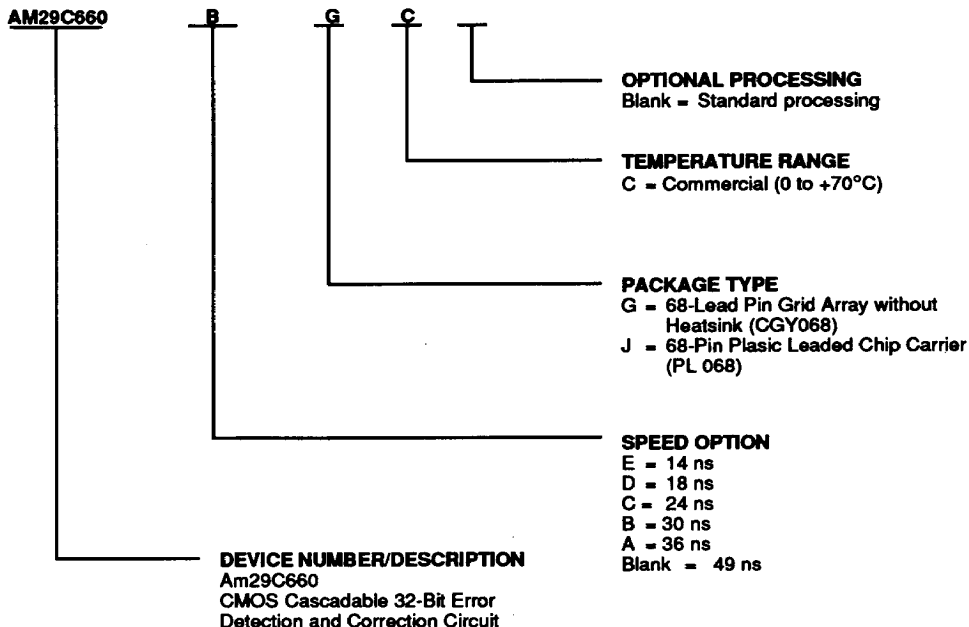 AM29C660 B G C
OPTIONAL PROCESSING
Blank = Standard processing
TEMPERATURE RANGE
C = Commercial (0 to +70°C)
PACKAGE TYPE
G = 68-Lead Pin Grid Array without
Heatsink (CGY068)
J = 68-Pin Plasic Leaded Chip Carrier
(PL 068)
SPEED OPTION
E = 14 ns
D = 18 ns
C = 24 ns
B = 30 ns
A = 36 ns
Blank = 49 ns
DEVICE NUMBER/DESCRIPTION
Am29C660
CMOS Cascadable 32-Bit Error
Detection and Correction Circuit